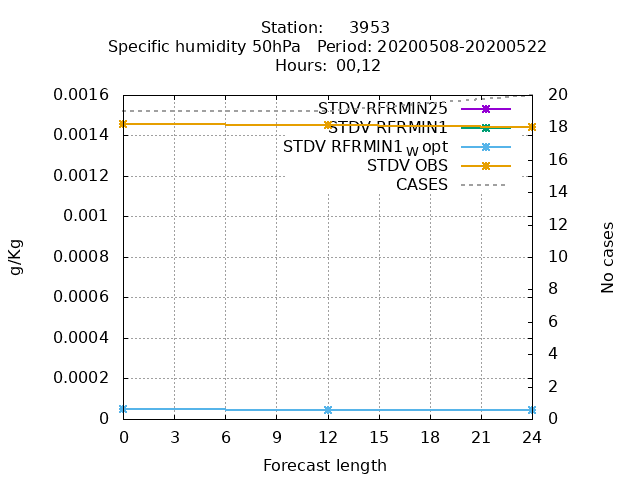 Station: 3953
Specific humidity 50hPa Period: 20200508-20200522
Hours: 00,12
0.0016
0.0014
0.0012
0.001
0.0008
0.0006
0.0004
0.0002
0
g/Kg
STDV RFRMIN25
STDV RFRMIN1
STDV RFRMIN1_W opt
STDV OBS
CASES
20
18
16
14
12
10
8
6
4
2
0
No cases
0 3 6 9 12 15 18 21 24
Forecast length